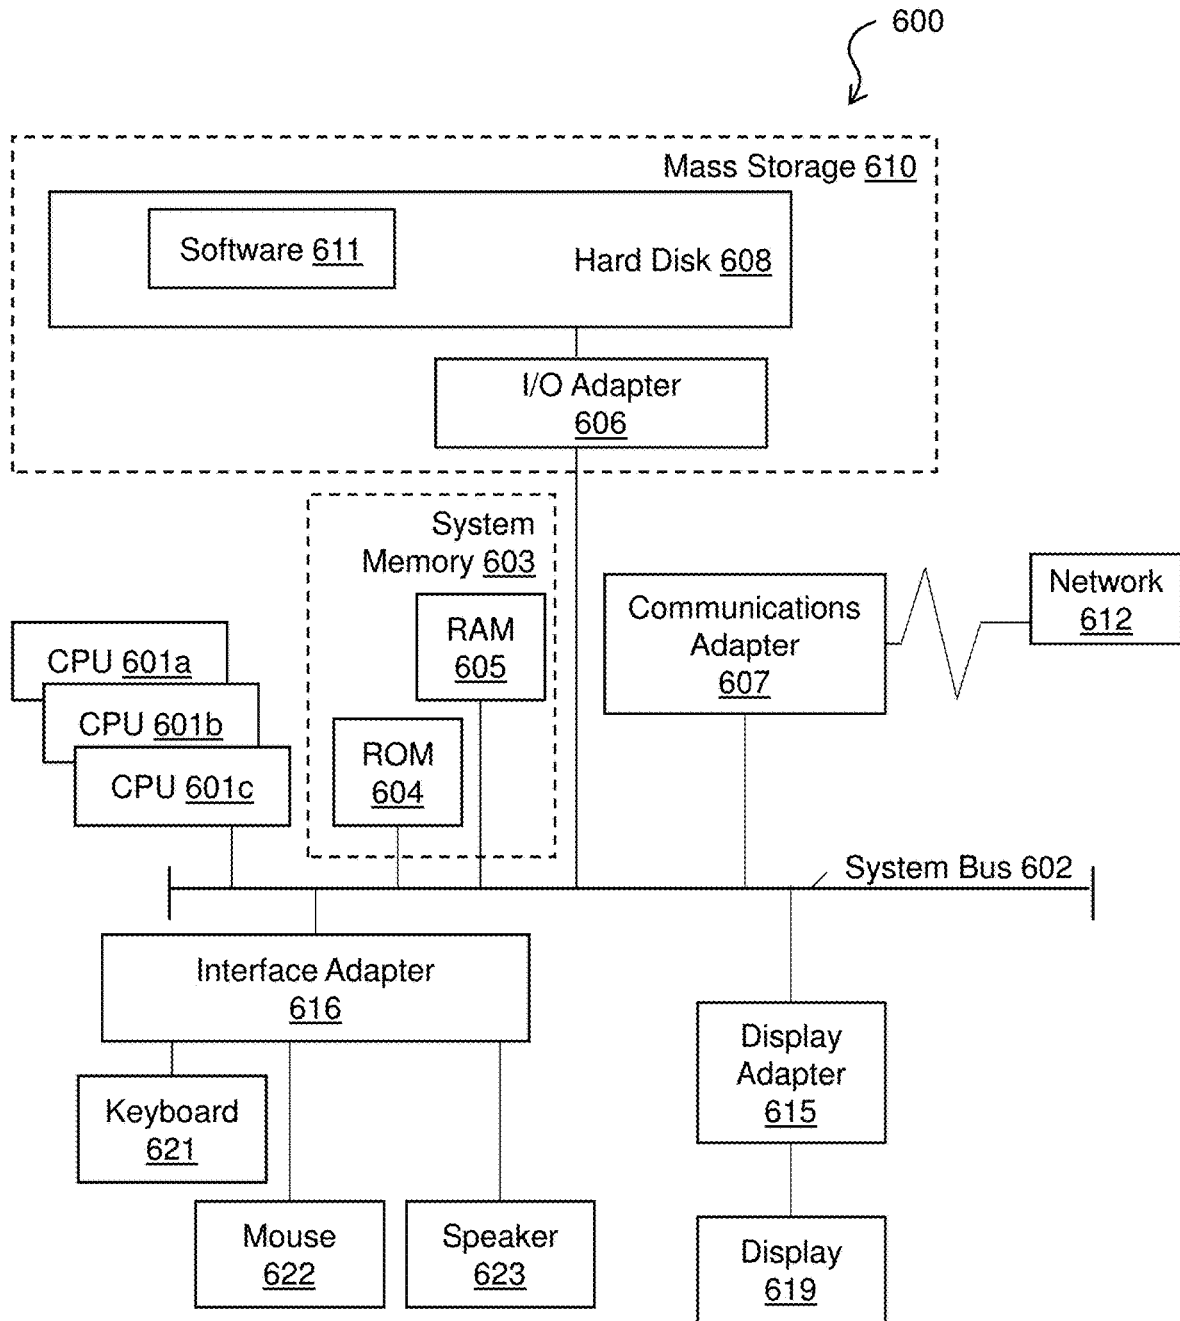 600
Mass Storage 610
Software 611
Hard Disk 608
I/O Adapter
606
System
Memory 603
RAM
605
ROM
604
CPU 601a
CPU 601b
CPU 601c
Communications
Adapter
607
Network
612
System Bus 602
Interface Adapter
616
Keyboard
621
Mouse
622
Speaker
623
Display
Adapter
615
Display
619